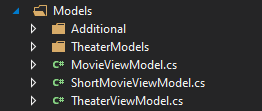 Models
Additional
TheaterModels
C# MovieViewModel.cs
C# ShortMovieViewModel.cs
C# TheaterViewModel.cs